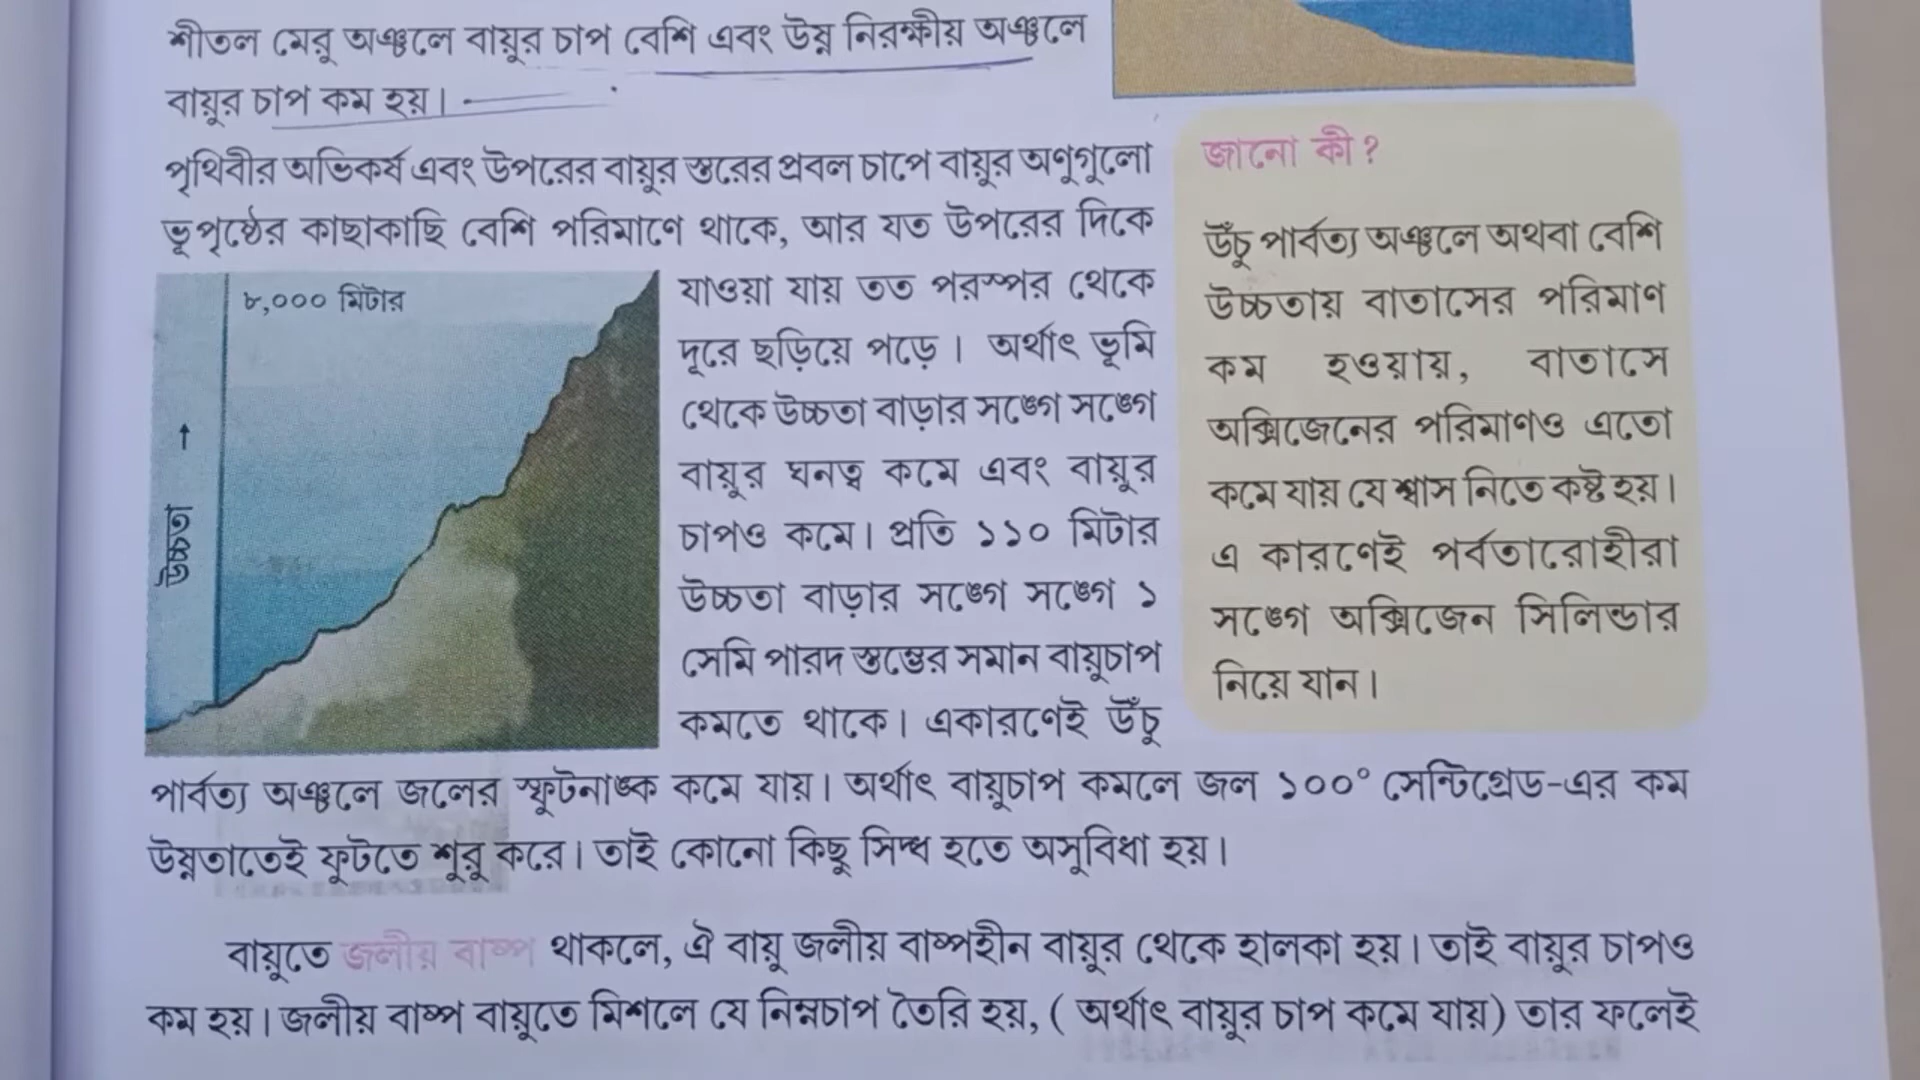 শীতল মেরু অঞ্চলে বায়ুর চাপ বেশি এবং উষ্ণ নিরক্ষীয় অঞ্চলে
বায়ুর চাপ কম হয়।
পৃথিবীর অভিকর্ষ এবং উপরের বায়ুর স্তরের প্রবল চাপে বায়ুর অণুগুলো
ভূপৃষ্ঠের কাছাকাছি বেশি পরিমাণে থাকে, আর যত উপরের দিকে
যাওয়া যায় তত পরস্পর থেকে
দূরে ছড়িয়ে পড়ে। অর্থাৎ ভূমি
থেকে উচ্চতা বাড়ার সঙ্গে সঙ্গে
বায়ুর ঘনত্ব কমে এবং বায়ুর
চাপও কমে। প্রতি ১১০ মিটার
উচ্চতা বাড়ার সঙ্গে সঙ্গে ১
সেমি পারদ স্তম্ভের সমান বায়ুচাপ
কমতে থাকে। একারণেই উঁচু
পার্বত্য অঞ্চলে জলের স্ফুটনাঙ্ক কমে যায়। অর্থাৎ বায়ুচাপ কমলে জল ১০০° সেন্টিগ্রেড-এর কম
উষ্ণতাতেই ফুটতে শুরু করে। তাই কোনো কিছু সিদ্ধ হতে অসুবিধা হয়।
বায়ুতে জলীয় বাষ্প থাকলে, ঐ বায়ু জলীয় বাষ্পহীন বায়ুর থেকে হালকা হয়। তাই বায়ুর চাপও
কম হয়। জলীয় বাষ্প বায়ুতে মিশলে যে নিম্নচাপ তৈরি হয়, ( অর্থাৎ বায়ুর চাপ কমে যায়) তার ফলেই
৮,০০০ মিটার
উচ্চতা →
জানো কী?
উঁচু পার্বত্য অঞ্চলে অথবা বেশি
উচ্চতায় বাতাসের পরিমাণ
কম হওয়ায়, বাতাসে
অক্সিজেনের পরিমাণও এতো
কমে যায় যে শ্বাস নিতে কষ্ট হয়।
এ কারণেই পর্বতারোহীরা
সঙ্গে অক্সিজেন সিলিন্ডার
নিয়ে যান।